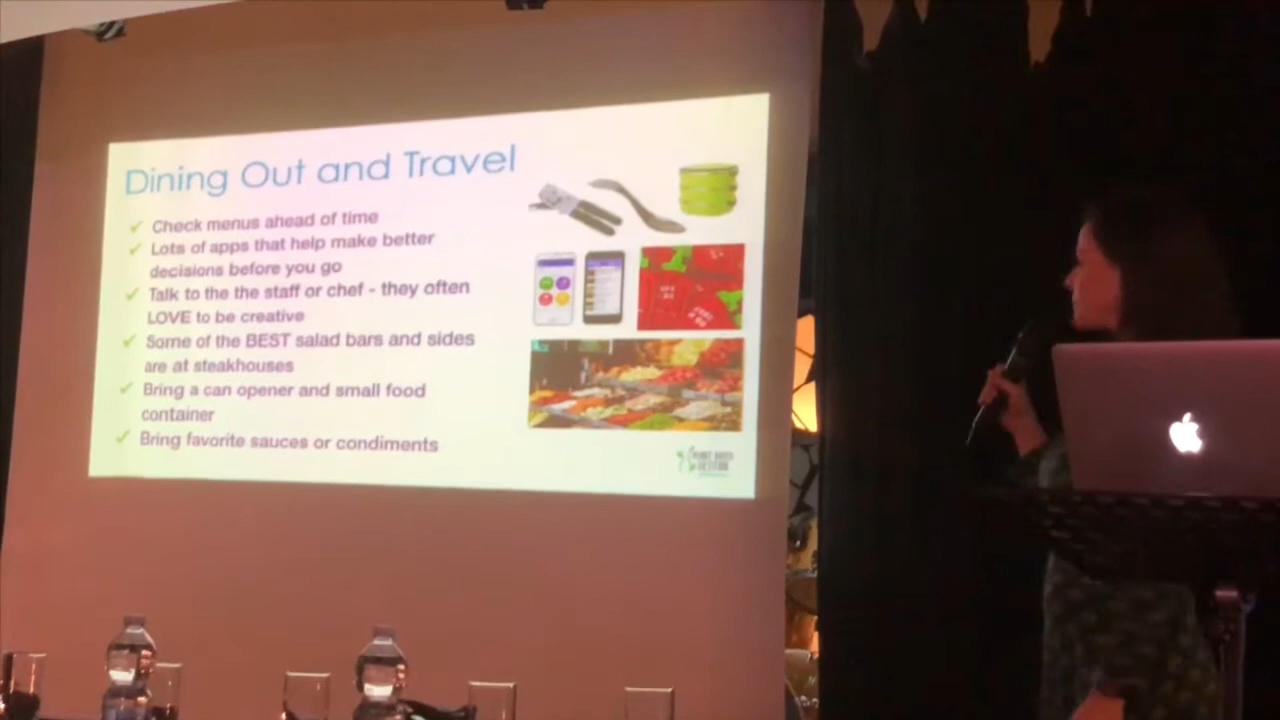 Dining Out and Travel
✓ Check menus ahead of time
✓ Lots of apps that help make better
decisions before you go
✓ Talk to the the staff or chef - they often
LOVE to be creative
✓ Some of the BEST salad bars and sides
are at steakhouses
✓ Bring a can opener and small food
container
✓ Bring favorite sauces or condiments
PLANT BASED